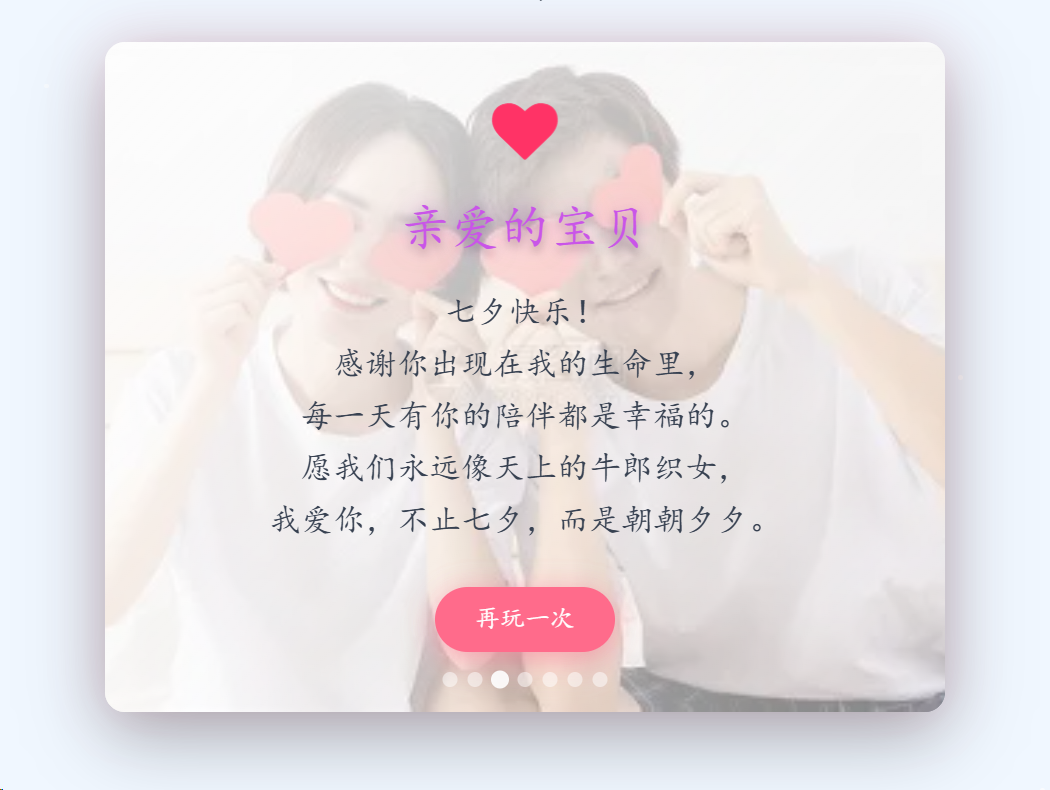 亲爱的宝贝
七夕快乐！
感谢你出现在我的生命里，
每一天有你的陪伴都是幸福的。
愿我们永远像天上的牛郎织女，
我爱你，不止七夕，而是朝朝夕夕。
再玩一次